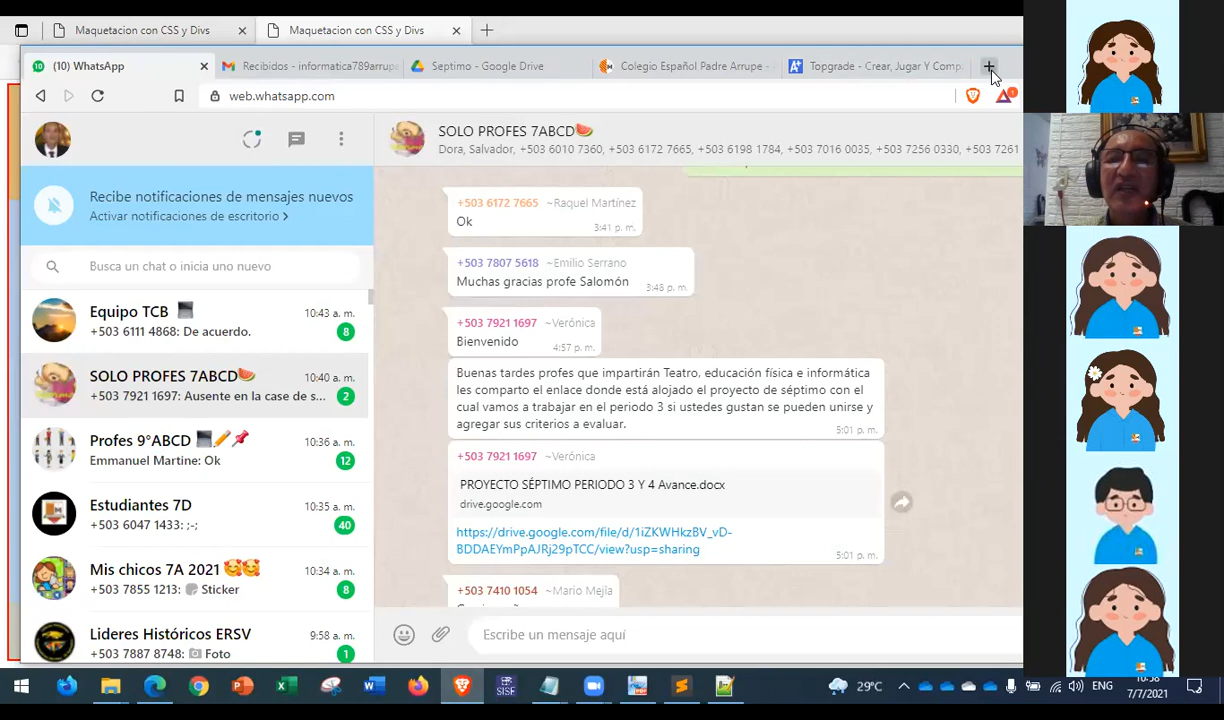 Maquetacion con CSS y Divs
Maquetacion con CSS y Divs
(10) WhatsApp
Recibidos - informatica789arrupe
Septimo - Google Drive
Colegio Español Padre Arrupe -
Topgrade - Crear, Jugar Y Comp
web.whatsapp.com
1
SOLO PROFES 7ABCD🍉
Dora, Salvador, +503 6010 7360, +503 6172 7665, +503 6198 1784, +503 7016 0035, +503 7256 0330, +503 7261
Recibe notificaciones de mensajes nuevos
Activar notificaciones de escritorio >
Busca un chat o inicia uno nuevo
Equipo TCB 10:43 a. m.
+503 6111 4868: De acuerdo. 8
SOLO PROFES 7ABCD🍉 10:40 a. m.
+503 7921 1697: Ausente en la case de s... 2
Profes 9°ABCD 10:36 a. m.
Emmanuel Martine: Ok 12
Estudiantes 7D 10:35 a. m.
+503 6047 1433: ;-; 40
Mis chicos 7A 2021 🥰🥰 10:34 a. m.
+503 7855 1213: Sticker 8
Lideres Históricos ERSV 9:58 a. m.
+503 7887 8748: Foto 1
+503 6172 7665 ~Raquel Martínez
Ok
3:41 p. m.
+503 7807 5618 ~Emilio Serrano
Muchas gracias profe Salomón
3:48 p. m.
+503 7921 1697 ~Verónica
Bienvenido
4:57 p. m.
Buenas tardes profes que impartirán Teatro, educación física e informática
les comparto el enlace donde está alojado el proyecto de séptimo con el
cual vamos a trabajar en el periodo 3 si ustedes gustan se pueden unirse y
agregar sus criterios a evaluar.
5:01 p. m.
+503 7921 1697 ~Verónica
PROYECTO SÉPTIMO PERIODO 3 Y 4 Avance.docx
drive.google.com
https://drive.google.com/file/d/1iZKWHkzBV_vD-
BDDAEYmPpAJRj29pTCC/view?usp=sharing
5:01 p. m.
+503 7410 1054 ~Mario Mejía
Escribe un mensaje aquí
SISF
29°C
ENG
10:58
7/7/2021